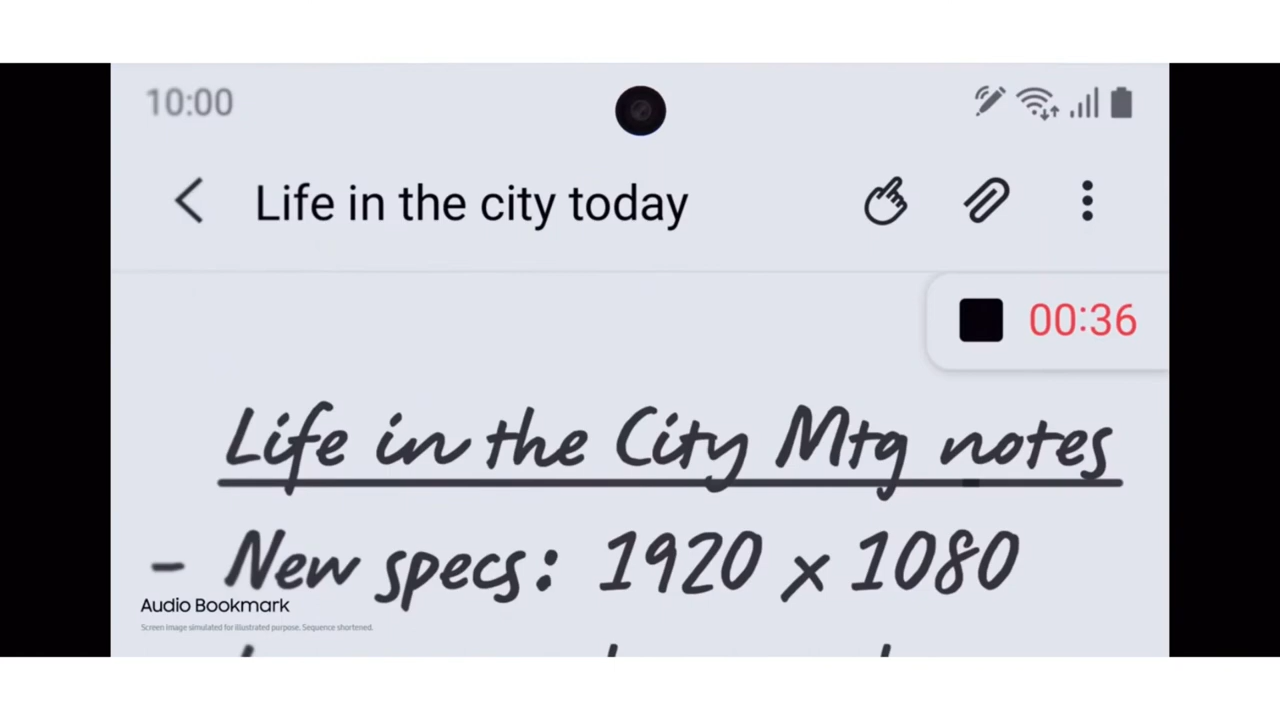 10:00
Life in the city today
00:36
Life in the City Mtg notes
- New specs: 1920 x 1080
Audio Bookmark
Screen image simulated for illustrated purpose. Sequence shortened.